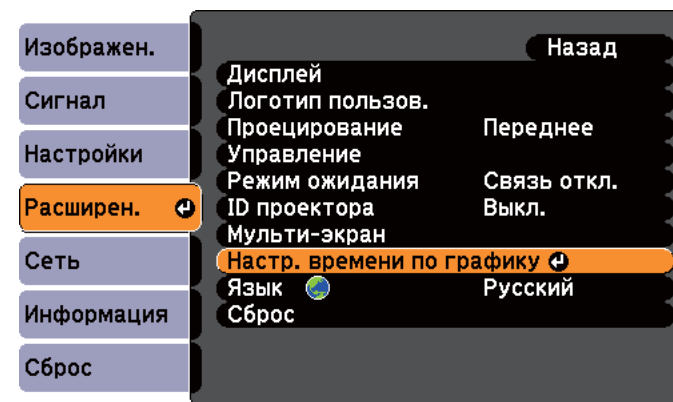 Изображен.
Сигнал
Настройки
Расширен.
Сеть
Информация
Сброс
Назад
Дисплей
Логотип пользов.
Проецирование Переднее
Управление
Режим ожидания Связь откл.
ID проектора Выкл.
Мульти-экран
Настр. времени по графику
Язык Русский
Сброс